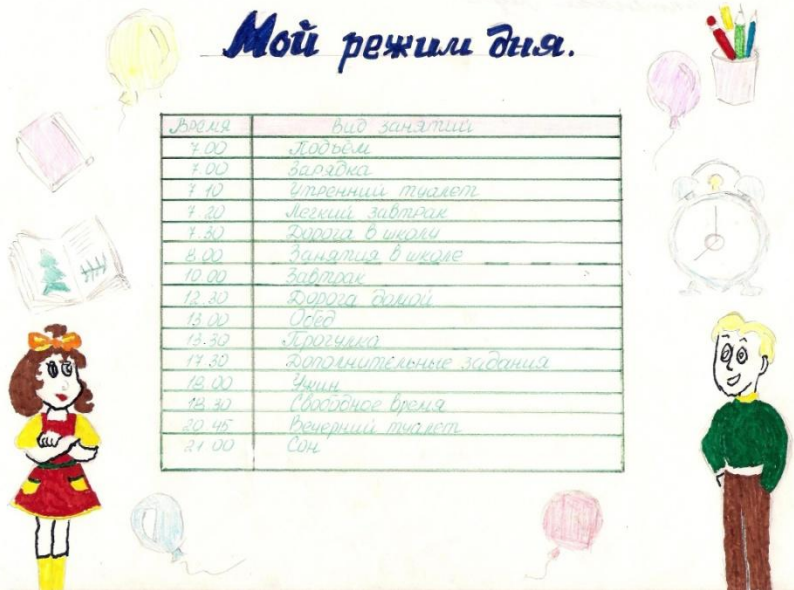 Мой режим дня.
Время Вид занятий
7.00 Подъём
7.00 Зарядка
7.10 Утренний туалет
7.20 Легкий завтрак
7.30 Дорога в школу
8.00 Занятия в школе
10.00 Завтрак
12.30 Дорога домой
13.00 Обед
13.30 Прогулка
17.30 Дополнительные задания
18.00 Ужин
18.30 Свободное время
20.45 Вечерний туалет
21.00 Сон